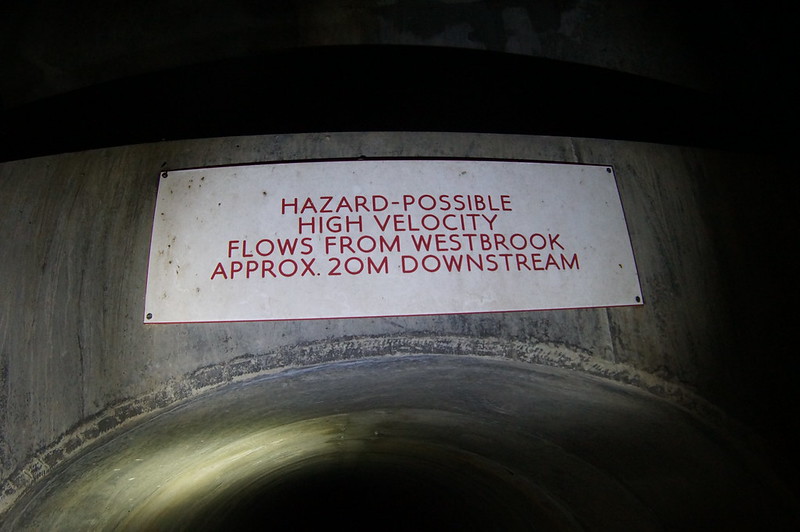 HAZARD-POSSIBLE
HIGH VELOCITY
FLOWS FROM WESTBROOK
APPROX. 20M DOWNSTREAM